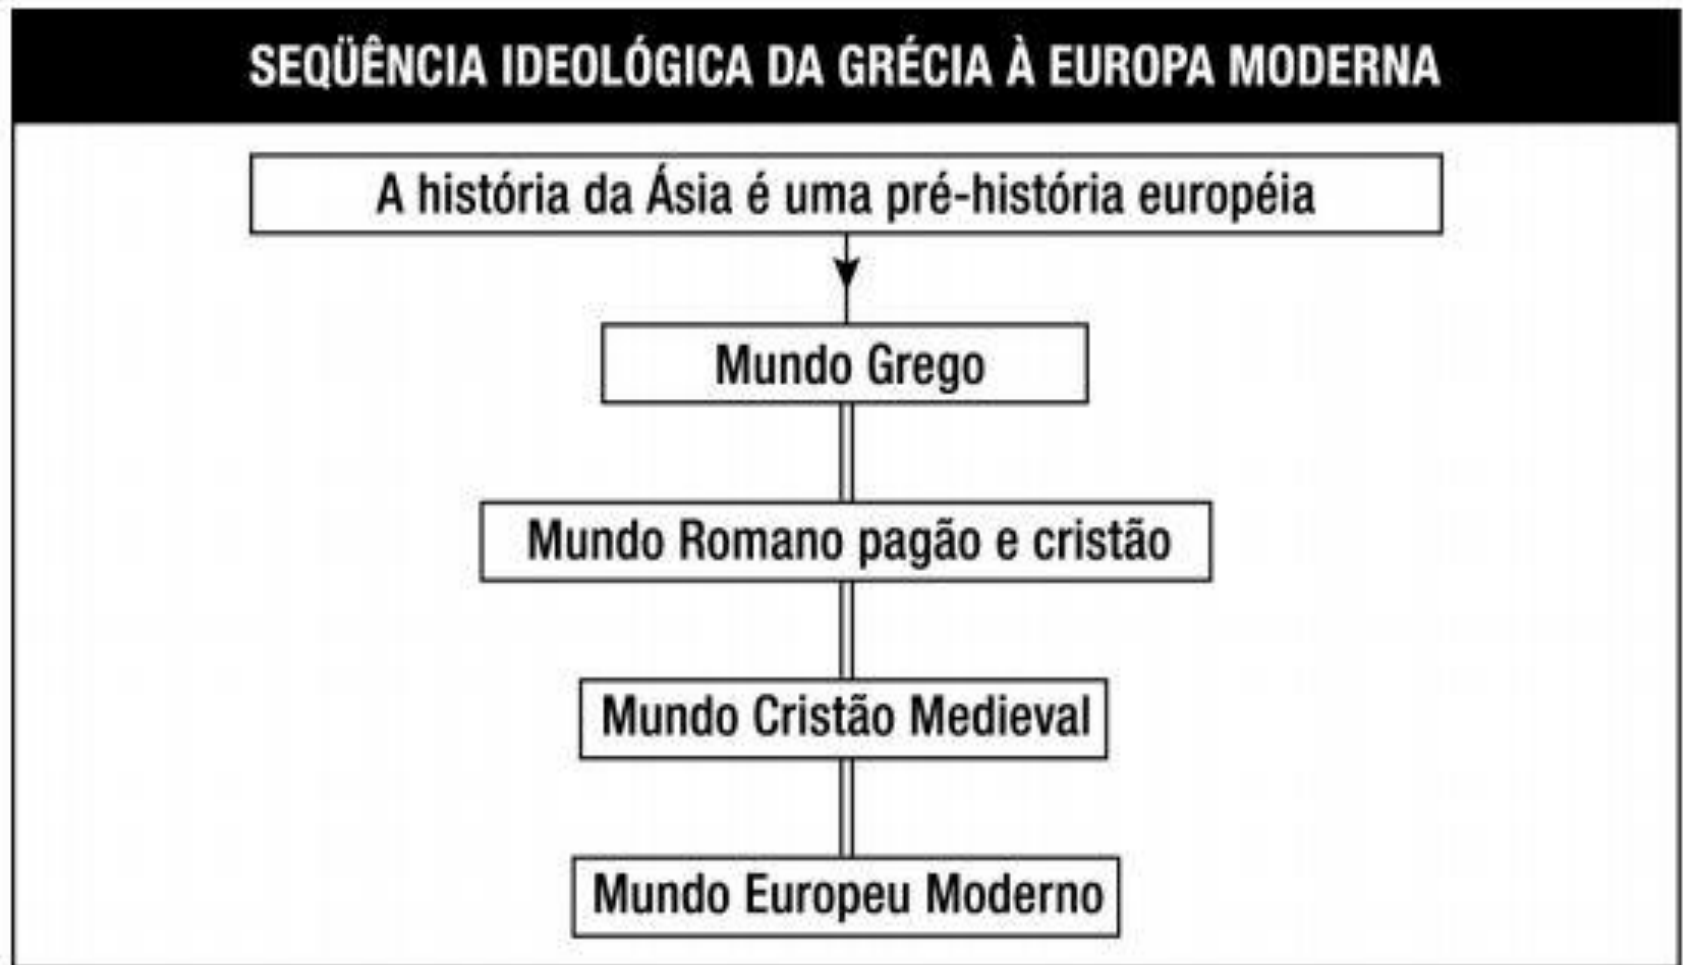 SEQÜÊNCIA IDEOLÓGICA DA GRÉCIA À EUROPA MODERNA
A história da Ásia é uma pré-história européia
Mundo Grego
Mundo Romano pagão e cristão
Mundo Cristão Medieval
Mundo Europeu Moderno